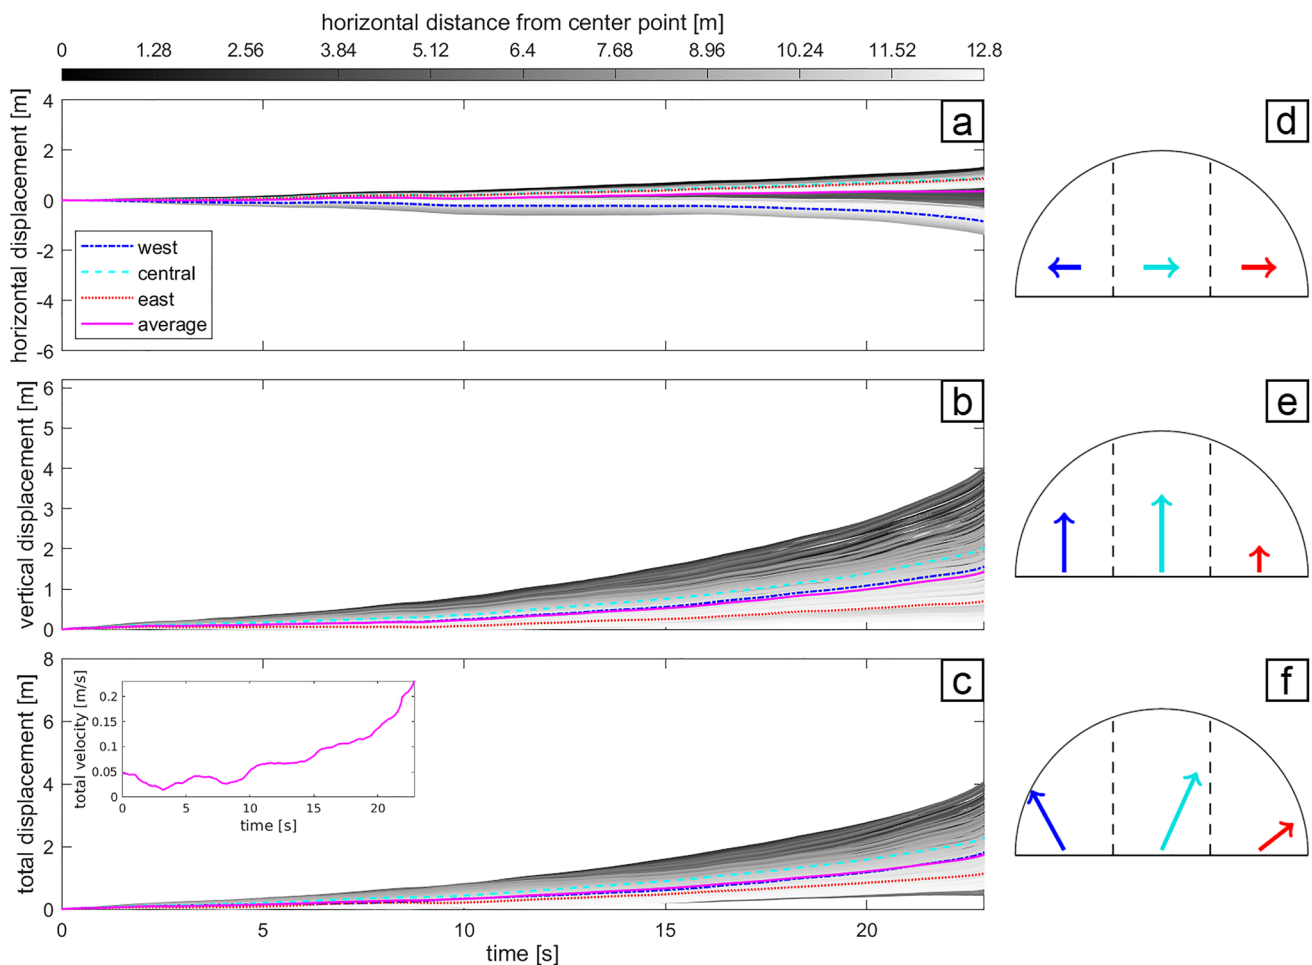 horizontal distance from center point [m]
0 1.28 2.56 3.84 5.12 6.4 7.68 8.96 10.24 11.52 12.8
horizontal displacement [m]
4
2
0
-2
-4
-6
a
west
central
east
average
d
vertical displacement [m]
6
5
4
3
2
1
0
b
e
total displacement [m]
8
6
4
2
0
c
total velocity [m/s]
0.2
0.15
0.1
0.05
0
0 5 10 15 20
time [s]
f
0 5 10 15 20
time [s]